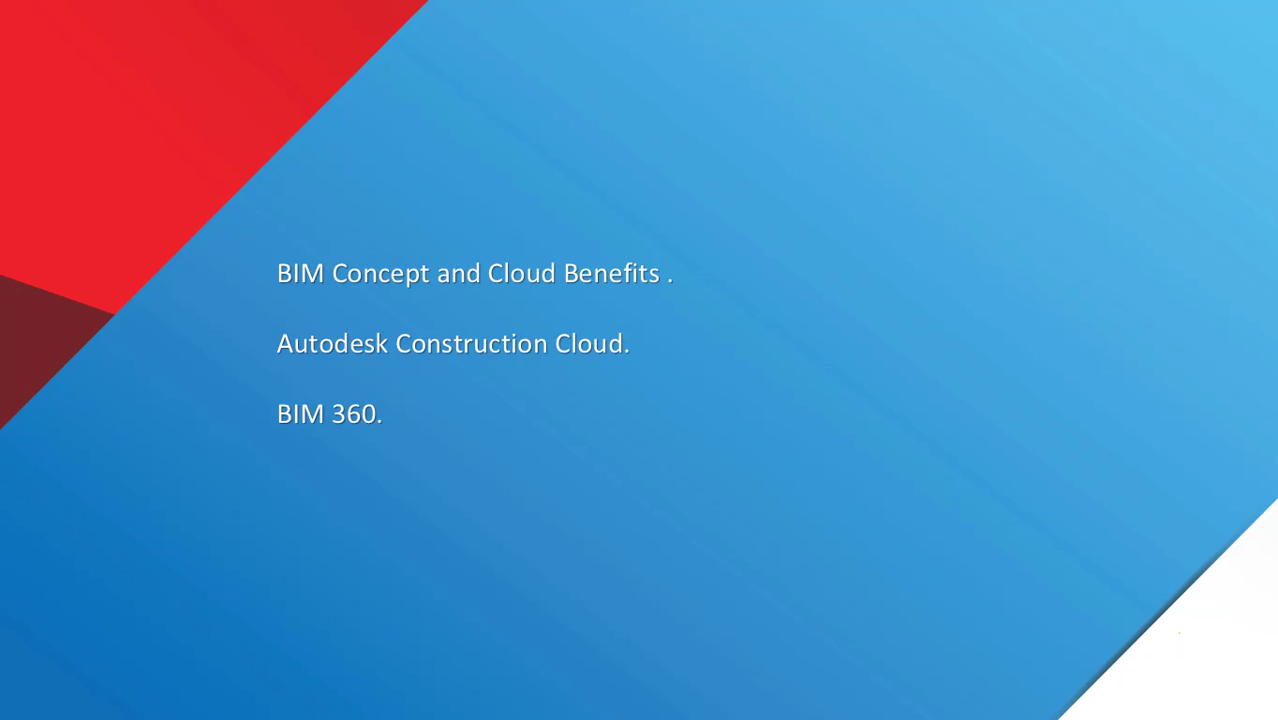 BIM Concept and Cloud Benefits .
Autodesk Construction Cloud.
BIM 360.